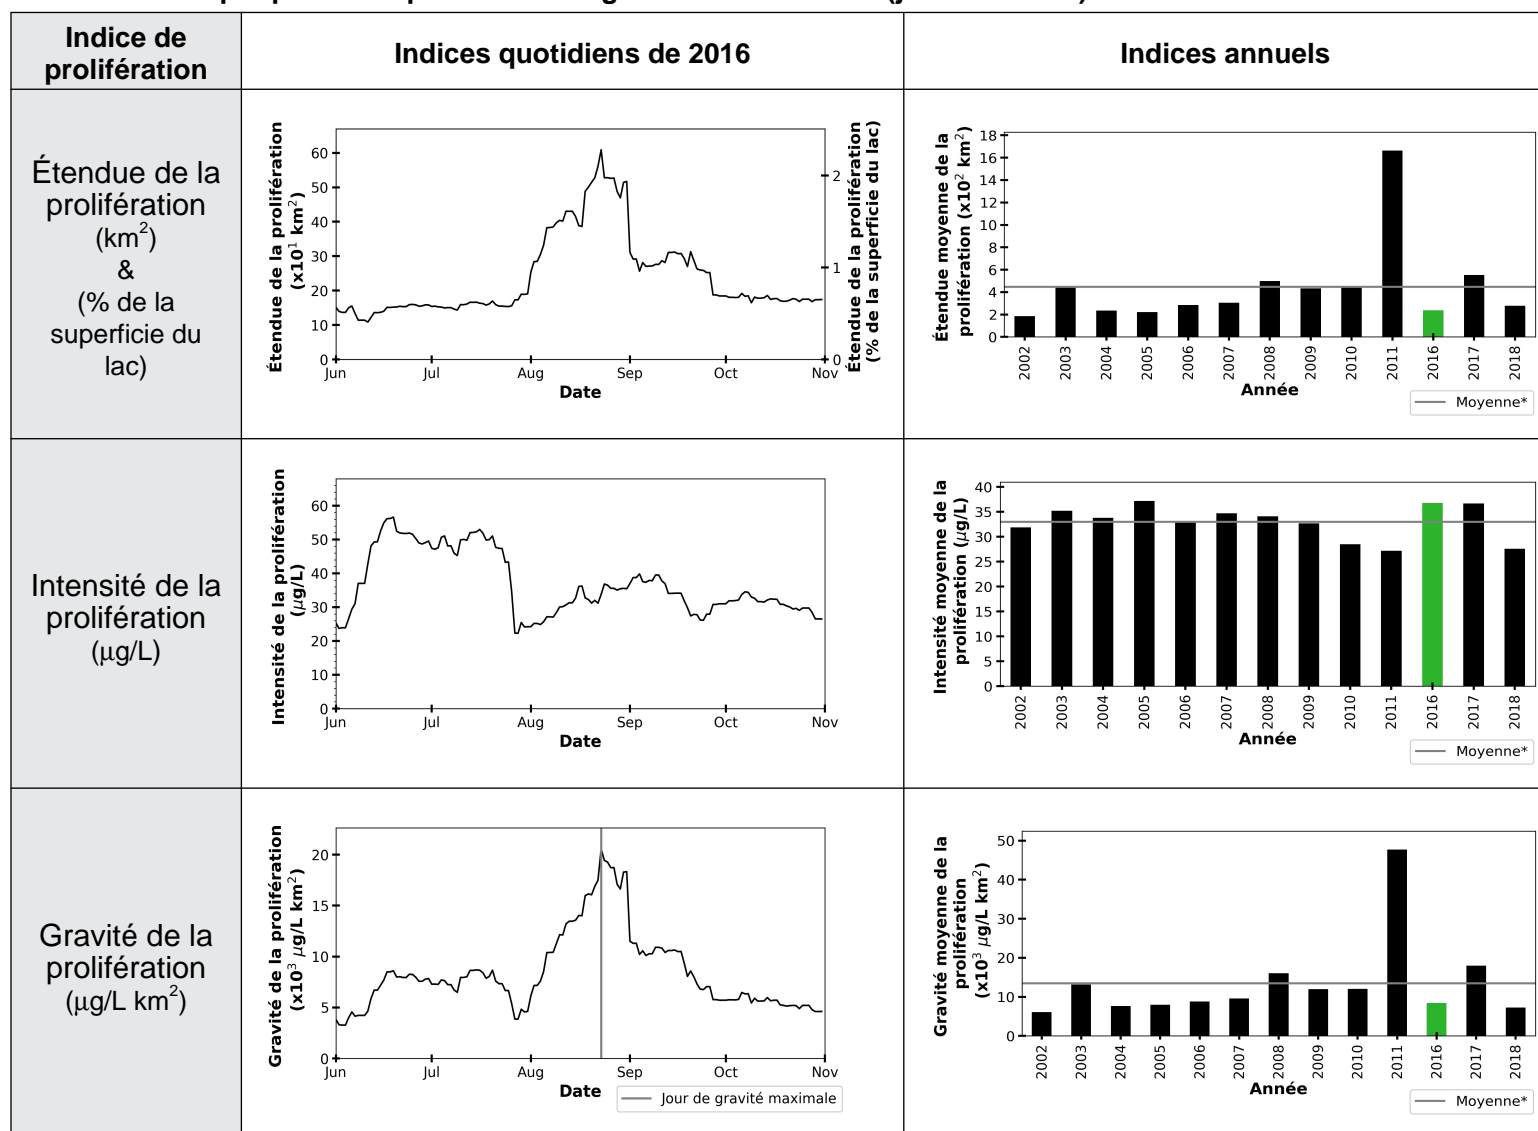 Indice de
prolifération
Indices quotidiens de 2016
Indices annuels
Étendue de la
prolifération
(km²)
&
(% de la
superficie du
lac)
Étendue de la prolifération
(x10¹ km²)
60
50
40
30
20
10
0
Étendue de la prolifération
(% de la superficie du lac)
2
1
0
Jun Jul Aug Sep Oct Nov
Date
Étendue moyenne de la
prolifération (x10² km²)
18
16
14
12
10
8
6
4
2
0
2002 2003 2004 2005 2006 2007 2008 2009 2010 2011 2016 2017 2018
Année
Moyenne*
Intensité de la
prolifération
(µg/L)
Intensité de la prolifération
(µg/L)
60
50
40
30
20
10
0
Jun Jul Aug Sep Oct Nov
Date
Intensité moyenne de la
prolifération (µg/L)
40
35
30
25
20
15
10
5
0
2002 2003 2004 2005 2006 2007 2008 2009 2010 2011 2016 2017 2018
Année
Moyenne*
Gravité de la
prolifération
(µg/L km²)
Gravité de la prolifération
(x10³ µg/L km²)
20
15
10
5
0
Jun Jul Aug Sep Oct Nov
Date
Jour de gravité maximale
Gravité moyenne de la
prolifération
(x10³ µg/L km²)
50
40
30
20
10
0
2002 2003 2004 2005 2006 2007 2008 2009 2010 2011 2016 2017 2018
Année
Moyenne*